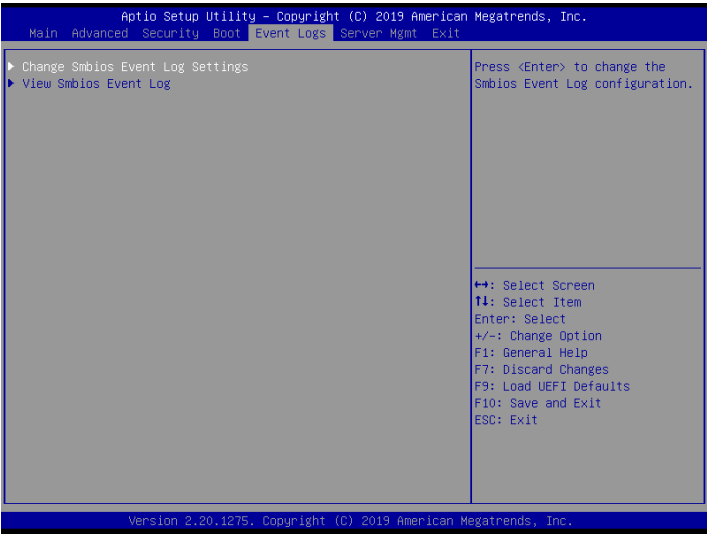 Aptio Setup Utility – Copyright (C) 2019 American Megatrends, Inc.
Main Advanced Security Boot Event Logs Server Mgmt Exit
▶ Change Smbios Event Log Settings
▶ View Smbios Event Log
Press <Enter> to change the
Smbios Event Log configuration.
↔: Select Screen
↑↓: Select Item
Enter: Select
+/-: Change Option
F1: General Help
F7: Discard Changes
F9: Load UEFI Defaults
F10: Save and Exit
ESC: Exit
Version 2.20.1275. Copyright (C) 2019 American Megatrends, Inc.